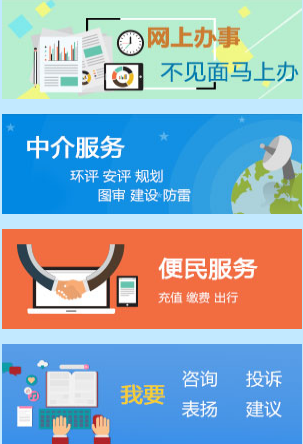 网上办事
不见面马上办
中介服务
环评 安评 规划
图审 建设 防雷
便民服务
充值 缴费 出行
我要
咨询 投诉
表扬 建议